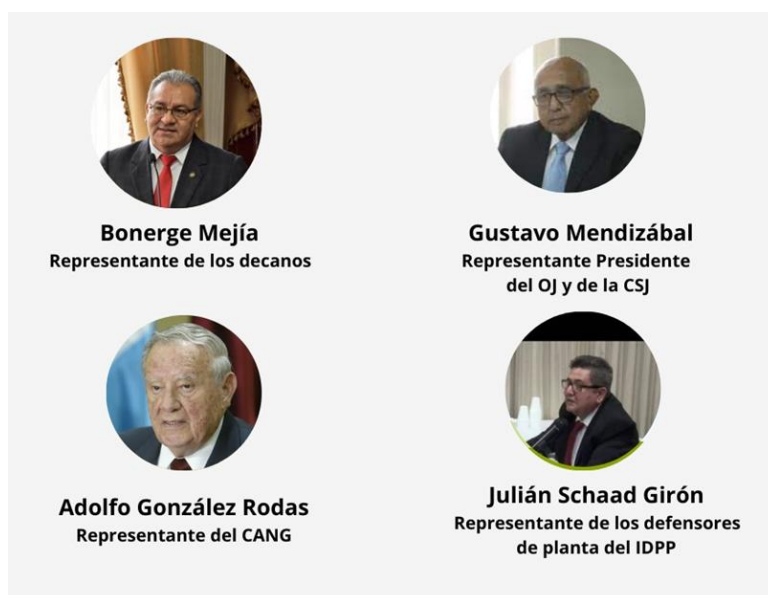 Bonerge Mejía
Representante de los decanos
Gustavo Mendizábal
Representante Presidente
del OJ y de la CSJ
Adolfo González Rodas
Representante del CANG
Julián Schaad Girón
Representante de los defensores
de planta del IDPP